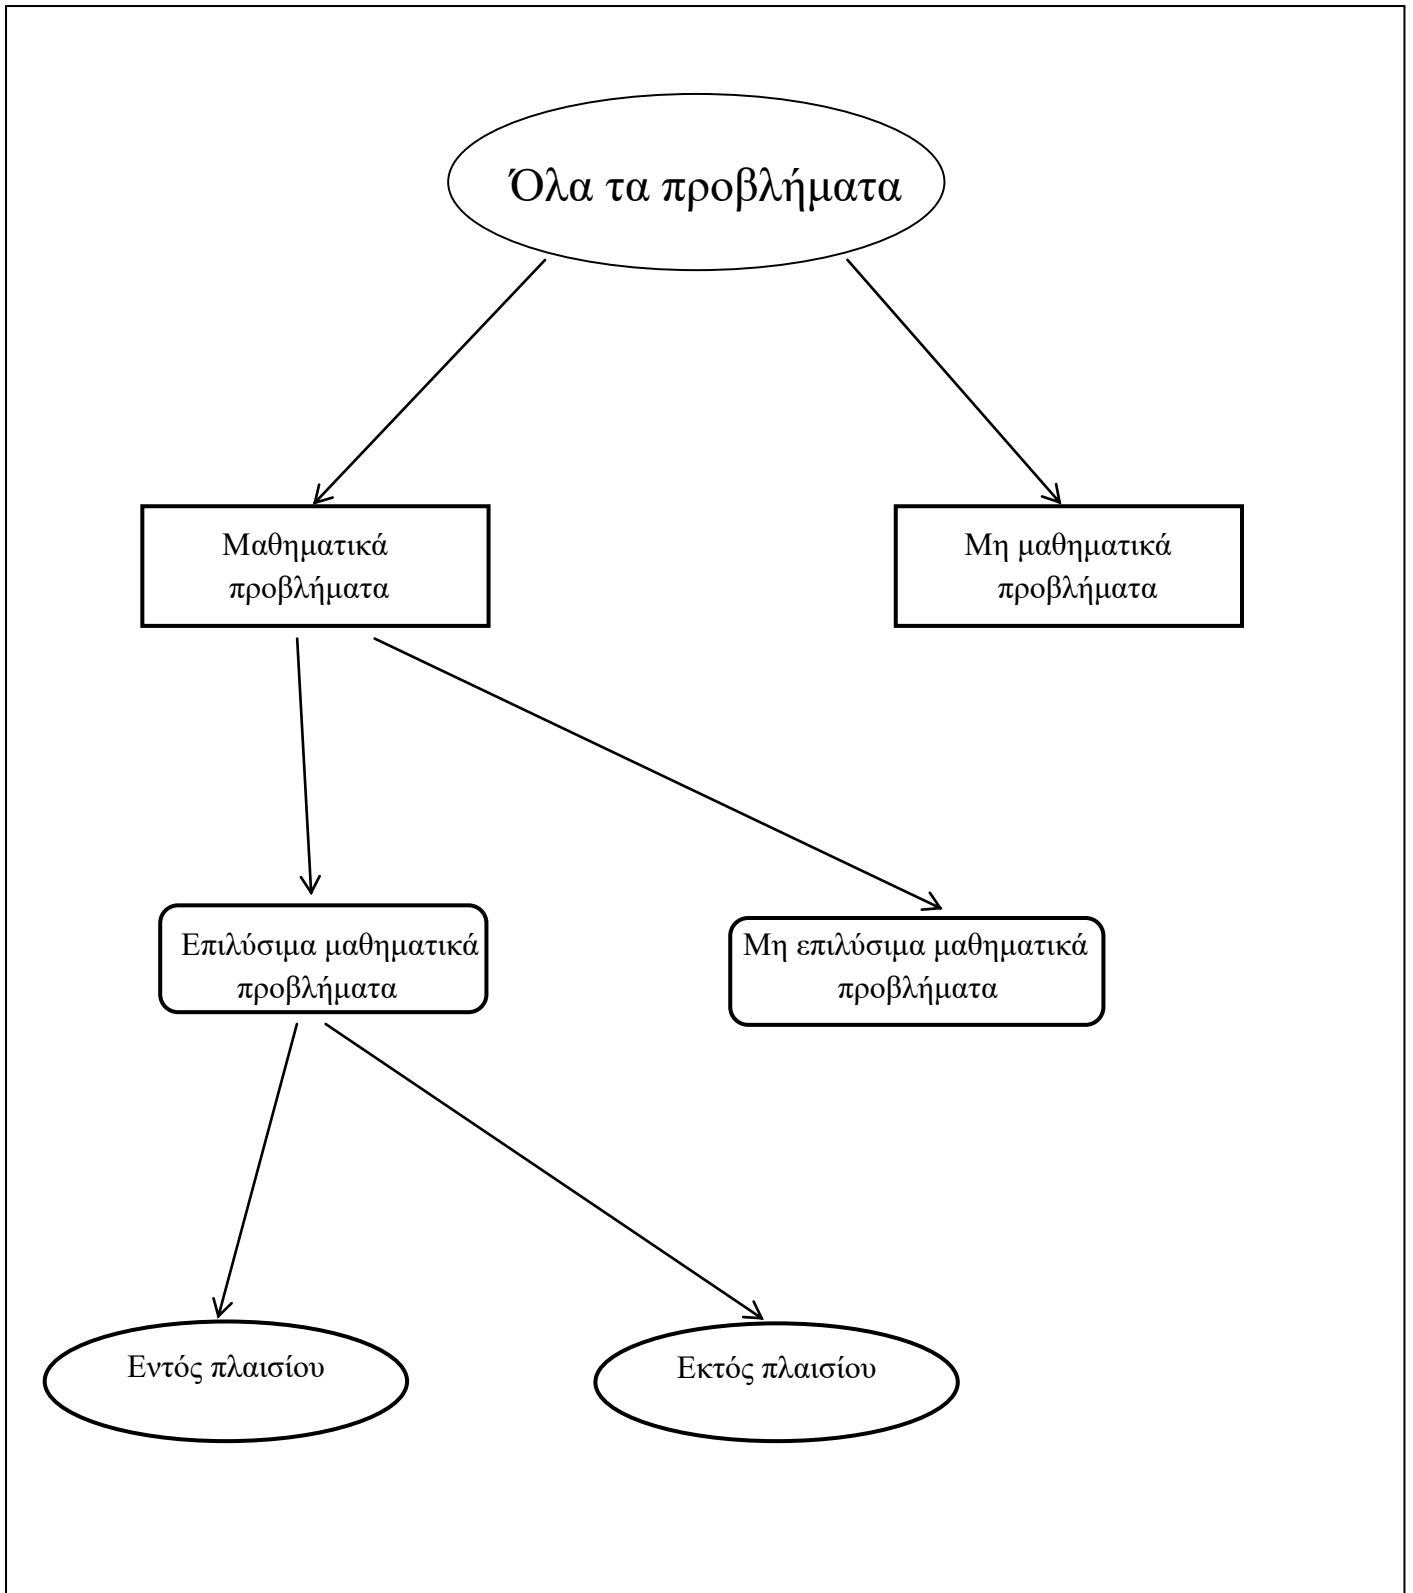 Όλα τα προβλήματα
Μαθηματικά
προβλήματα
Μη μαθηματικά
προβλήματα
Επιλύσιμα μαθηματικά
προβλήματα
Μη επιλύσιμα μαθηματικά
προβλήματα
Εντός πλαισίου
Εκτός πλαισίου